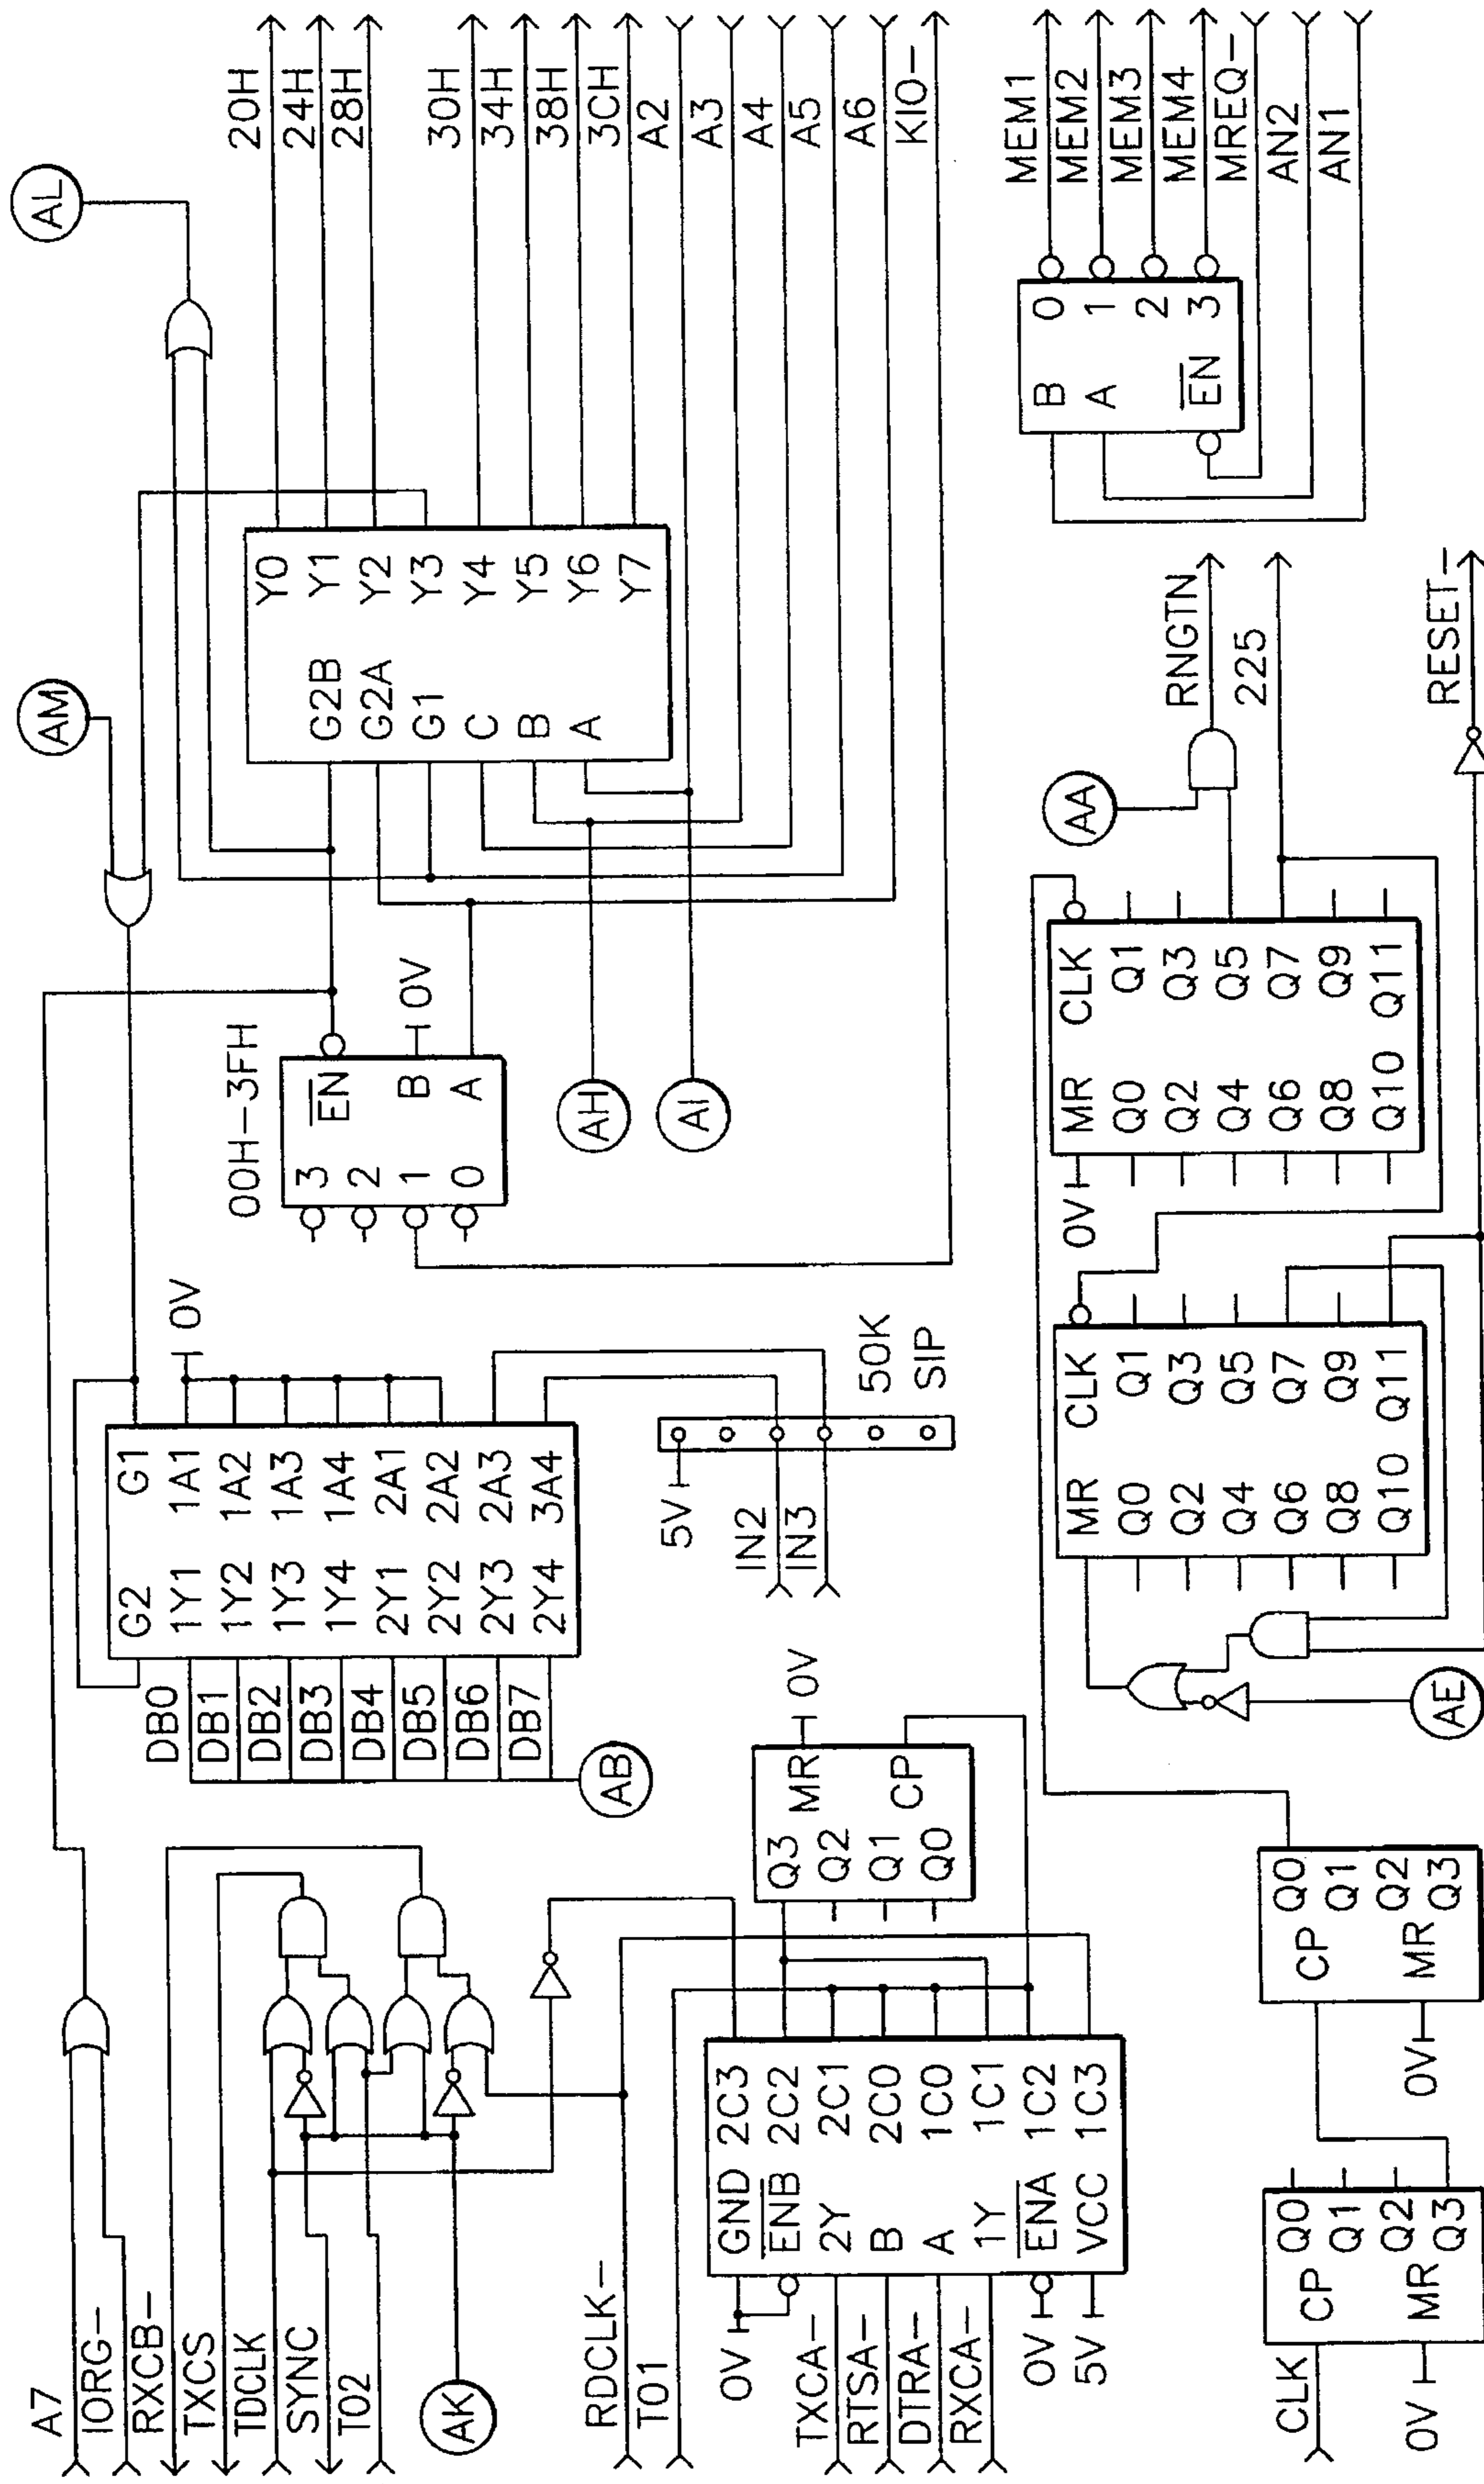 A7
IORG-
RXCB-
TXCS
TDCLK
SYNC
TO2
AK
RDCLK-
TO1
0V
TXCA-
RTSA-
DTRA-
RXCA-
0V
5V
GND 2C3
ENB 2C2
2Y 2C1
B 2C0
A 1C0
1Y 1C1
ENA 1C2
VCC 1C3
Q3 MR
Q2
Q1 CP
Q0
0V
DB0
DB1
DB2
DB3
DB4
DB5
DB6
DB7
AB
G2 G1
1Y1 1A1
1Y2 1A2
1Y3 1A3
1Y4 1A4
2Y1 2A1
2Y2 2A2
2Y3 2A3
2Y4 3A4
0V
5V
IN2
IN3
50K
SIP
AM
AL
00H-3FH
3 EN
2
1 B
0 A
0V
AH
AI
G2B
G2A
G1
C
B
A
Y0
Y1
Y2
Y3
Y4
Y5
Y6
Y7
20H
24H
28H
30H
34H
38H
3CH
A2
A3
A4
A5
A6
KIO-
CLK
0V
CP Q0
Q1
Q2
MR Q3
0V
CP Q0
Q1
Q2
MR Q3
AE
MR CLK
Q0 Q1
Q2 Q3
Q4 Q5
Q6 Q7
Q8 Q9
Q10 Q11
0V
MR CLK
Q0 Q1
Q2 Q3
Q4 Q5
Q6 Q7
Q8 Q9
Q10 Q11
AA
RNGTN
225
RESET-
B 0
A 1
2
EN 3
MEM1
MEM2
MEM3
MEM4
MREQ-
AN2
AN1